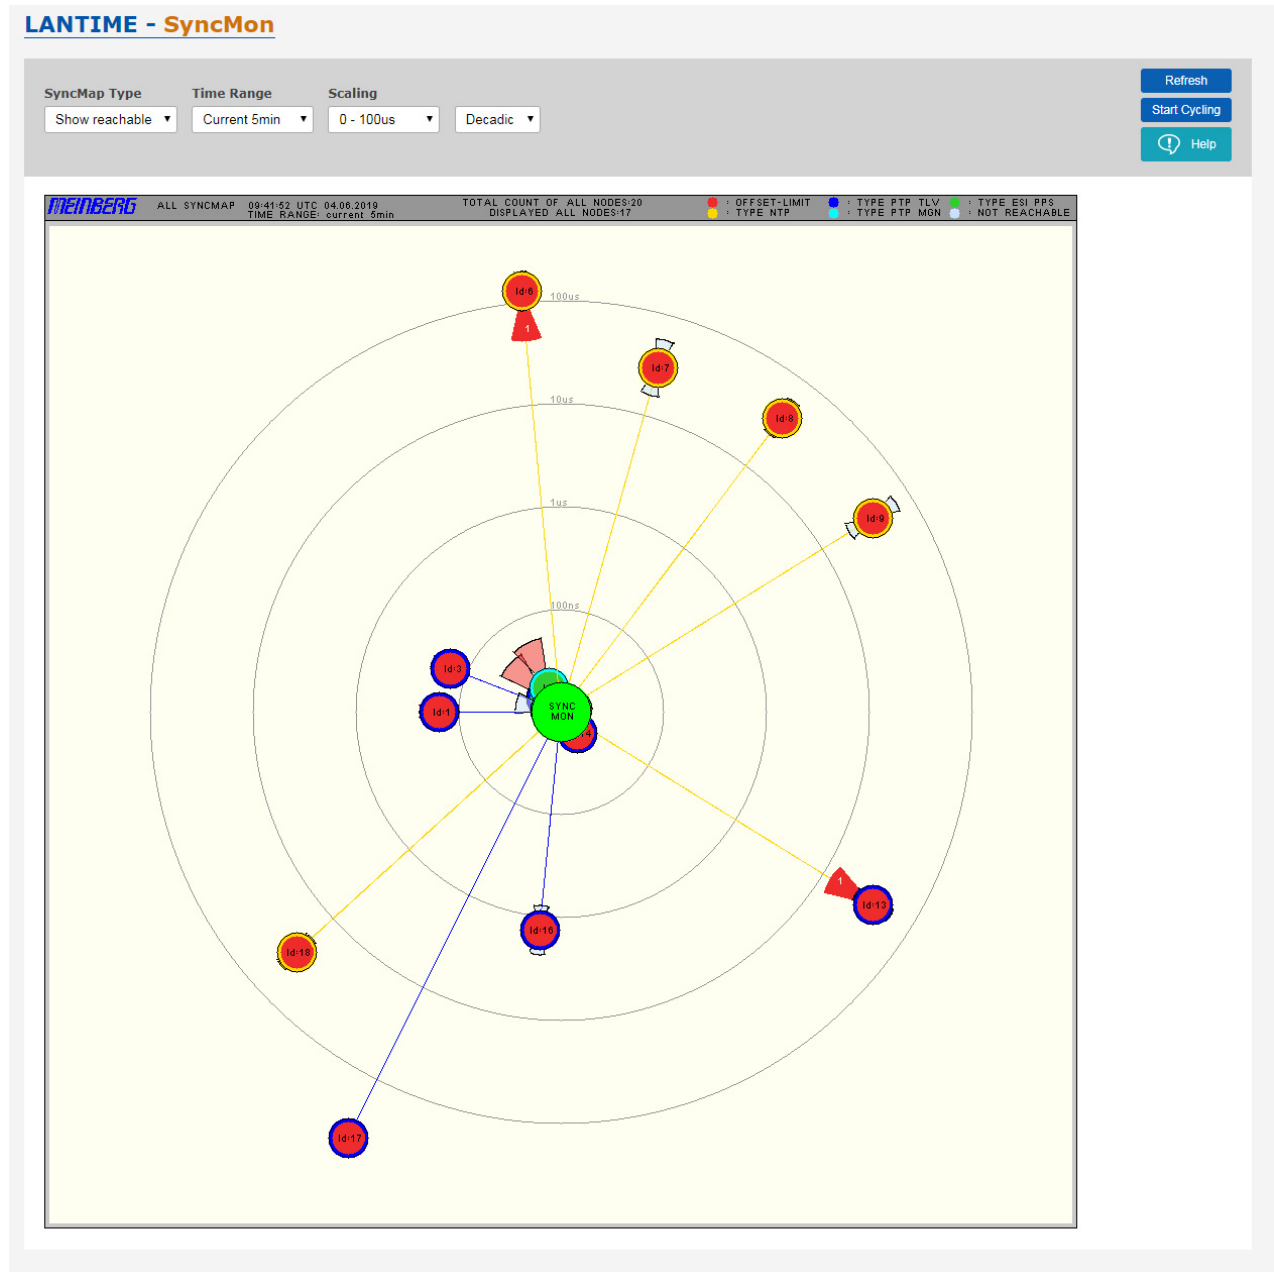 LANTIME - SyncMon
SyncMap Type
Time Range
Scaling
Show reachable
Current 5min
0 - 100us
Decadic
Refresh
Start Cycling
Help
MEINBERG
ALL SYNCMAP
09:41:52 UTC 04.06.2019
TIME RANGE: current 5min
TOTAL COUNT OF ALL NODES:20
DISPLAYED ALL NODES:17
: OFFSET-LIMIT
: TYPE PTP TLV
: TYPE ESI PPS
: TYPE NTP
: TYPE PTP MGN
: NOT REACHABLE
Id:6
100us
1
Id:7
10us
Id:8
1us
Id:9
100ns
Id:3
SYNC
MON
Id:1
4
1
Id:13
Id:16
Id:18
Id:17